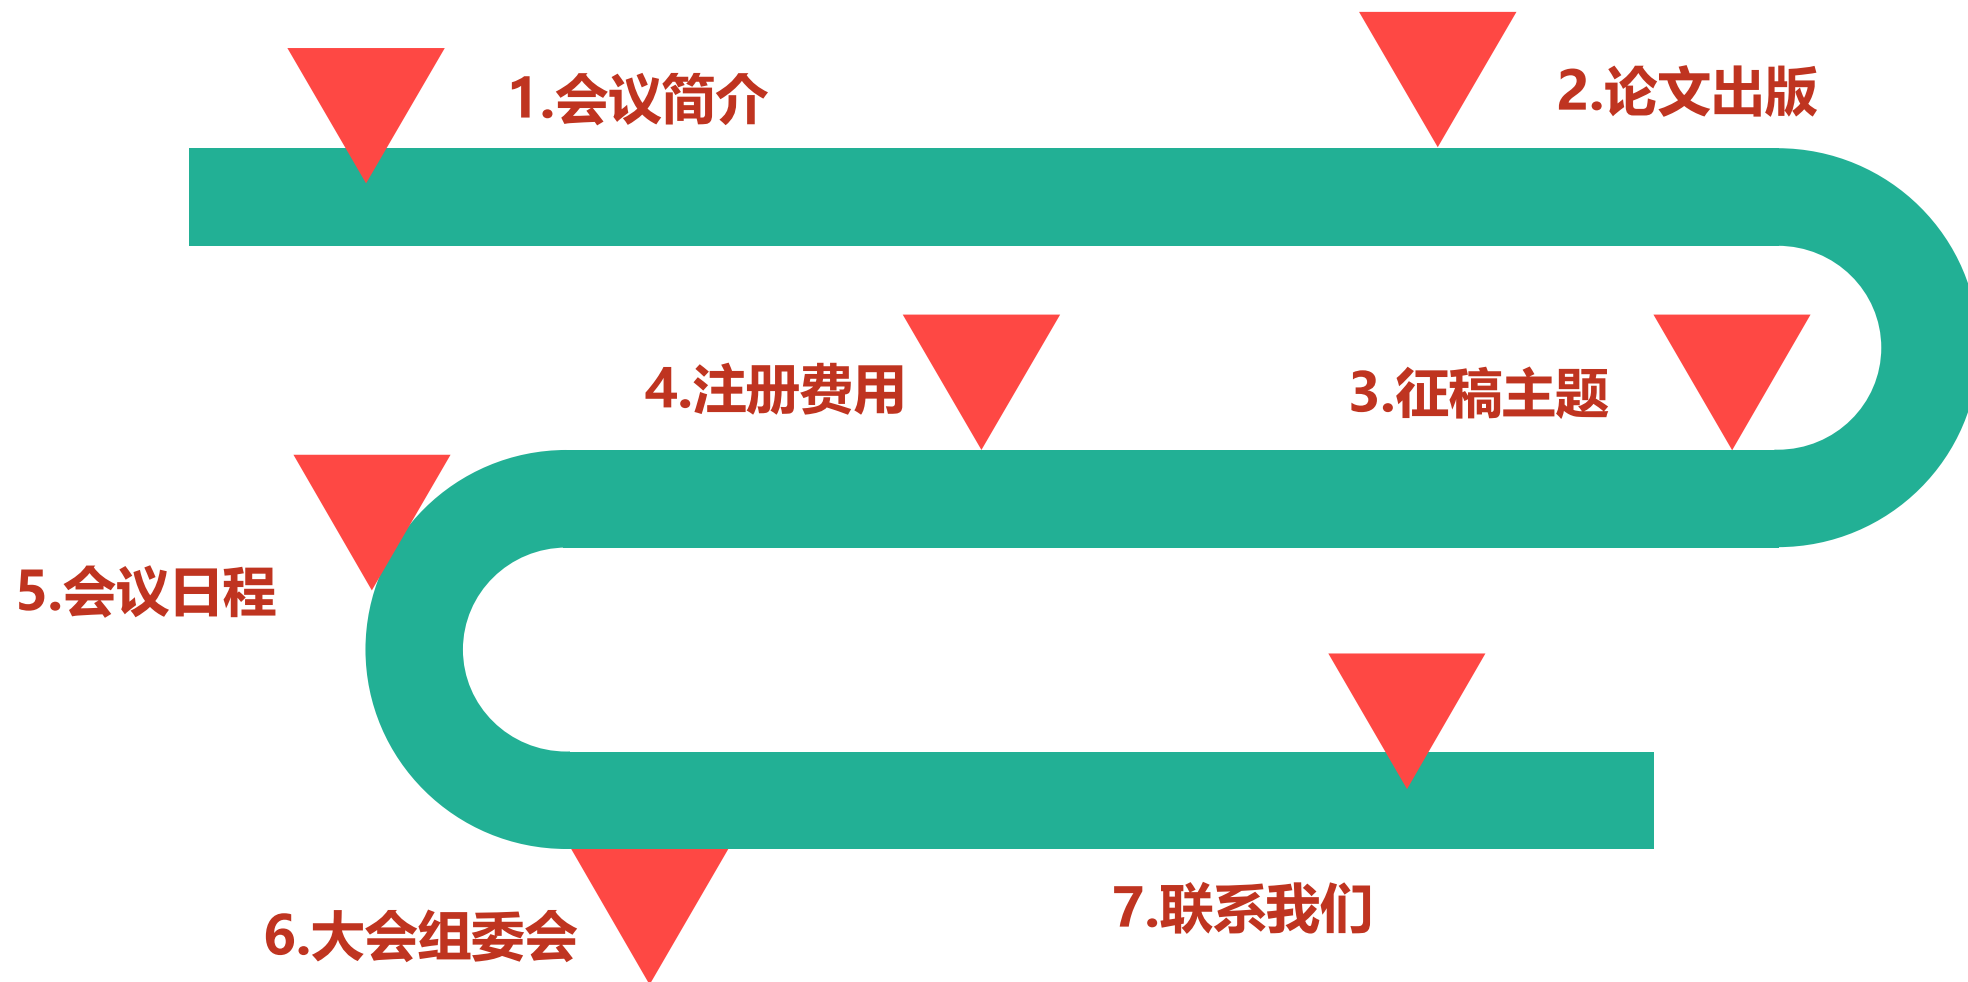 1.会议简介
2.论文出版
3.征稿主题
4.注册费用
5.会议日程
6.大会组委会
7.联系我们